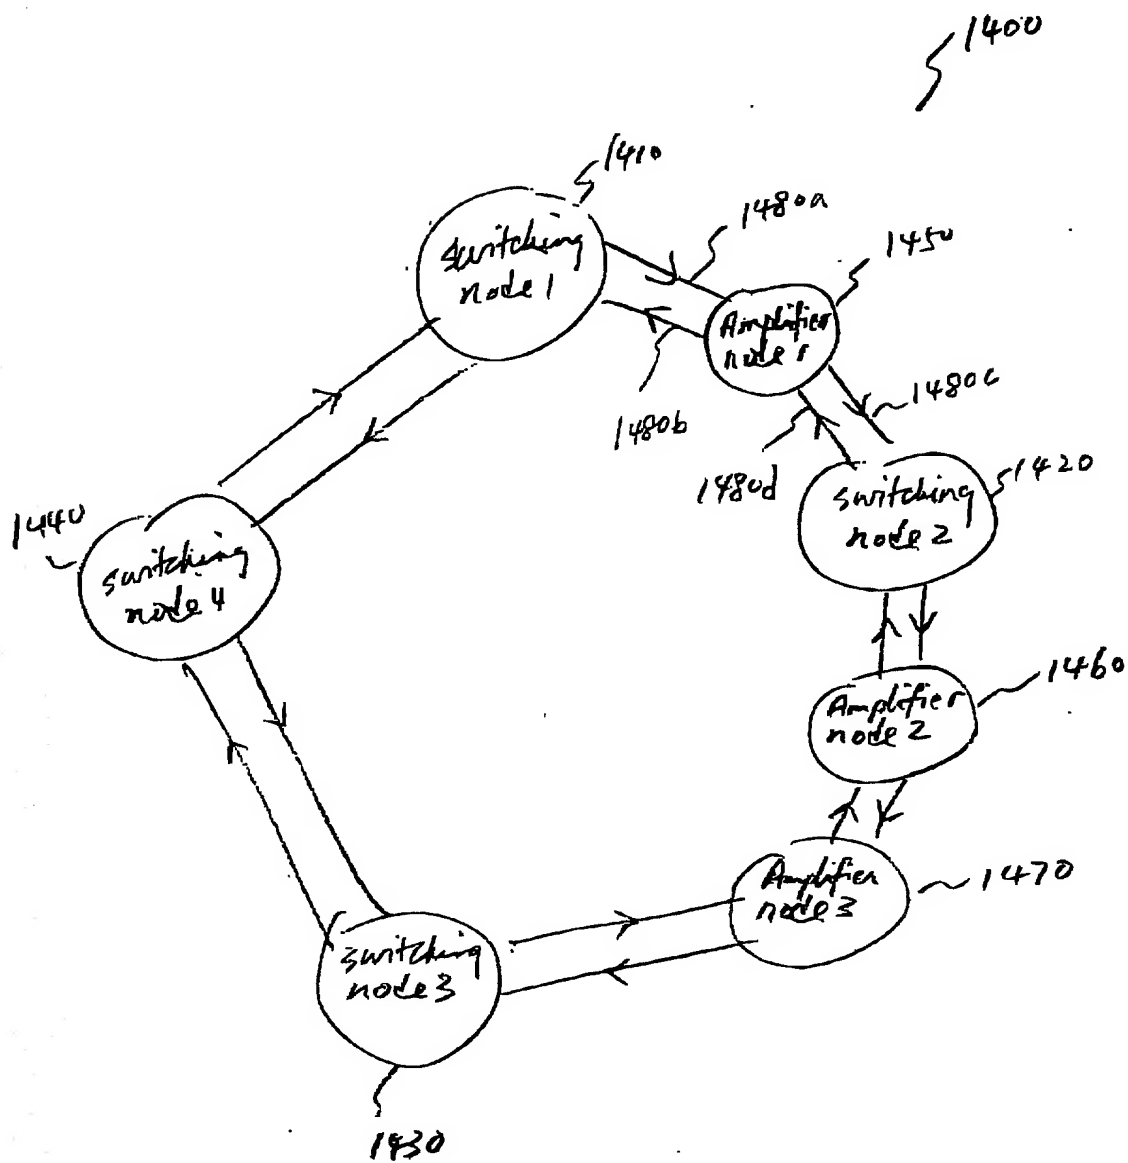 1400
1410
switching
node 1
1480a
1450
Amplifier
node 1
1480b
1480c
1480d
1420
switching
node 2
1440
switching
node 4
1460
Amplifier
node 2
Amplifier
node 3
1470
switching
node 3
1430